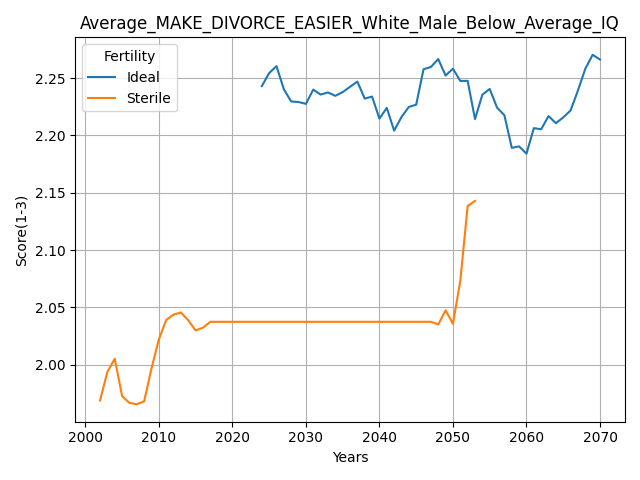 Average_MAKE_DIVORCE_EASIER_White_Male_Below_Average_IQ
Fertility
Ideal
Sterile
Score(1-3)
2.25
2.20
2.15
2.10
2.05
2.00
2000 2010 2020 2030 2040 2050 2060 2070
Years